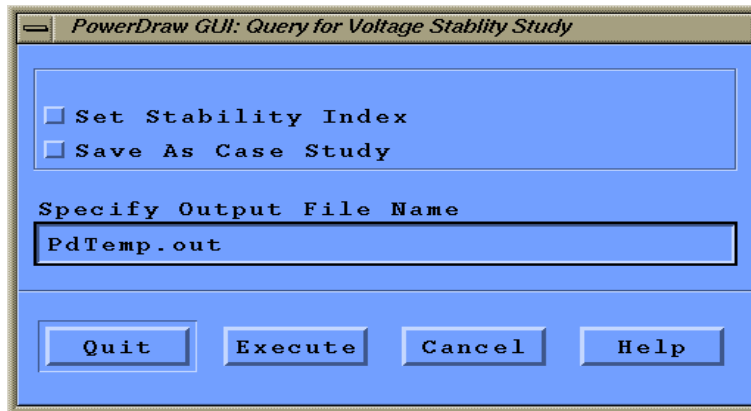 PowerDraw GUI: Query for Voltage Stablity Study
Set Stability Index
Save As Case Study
Specify Output File Name
PdTemp.out
Quit Execute Cancel Help